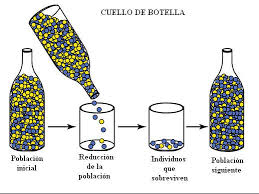 CUELLO DE BOTELLA
Población
inicial
Reducción
de la
población
Individuos
que
sobreviven
Población
siguiente